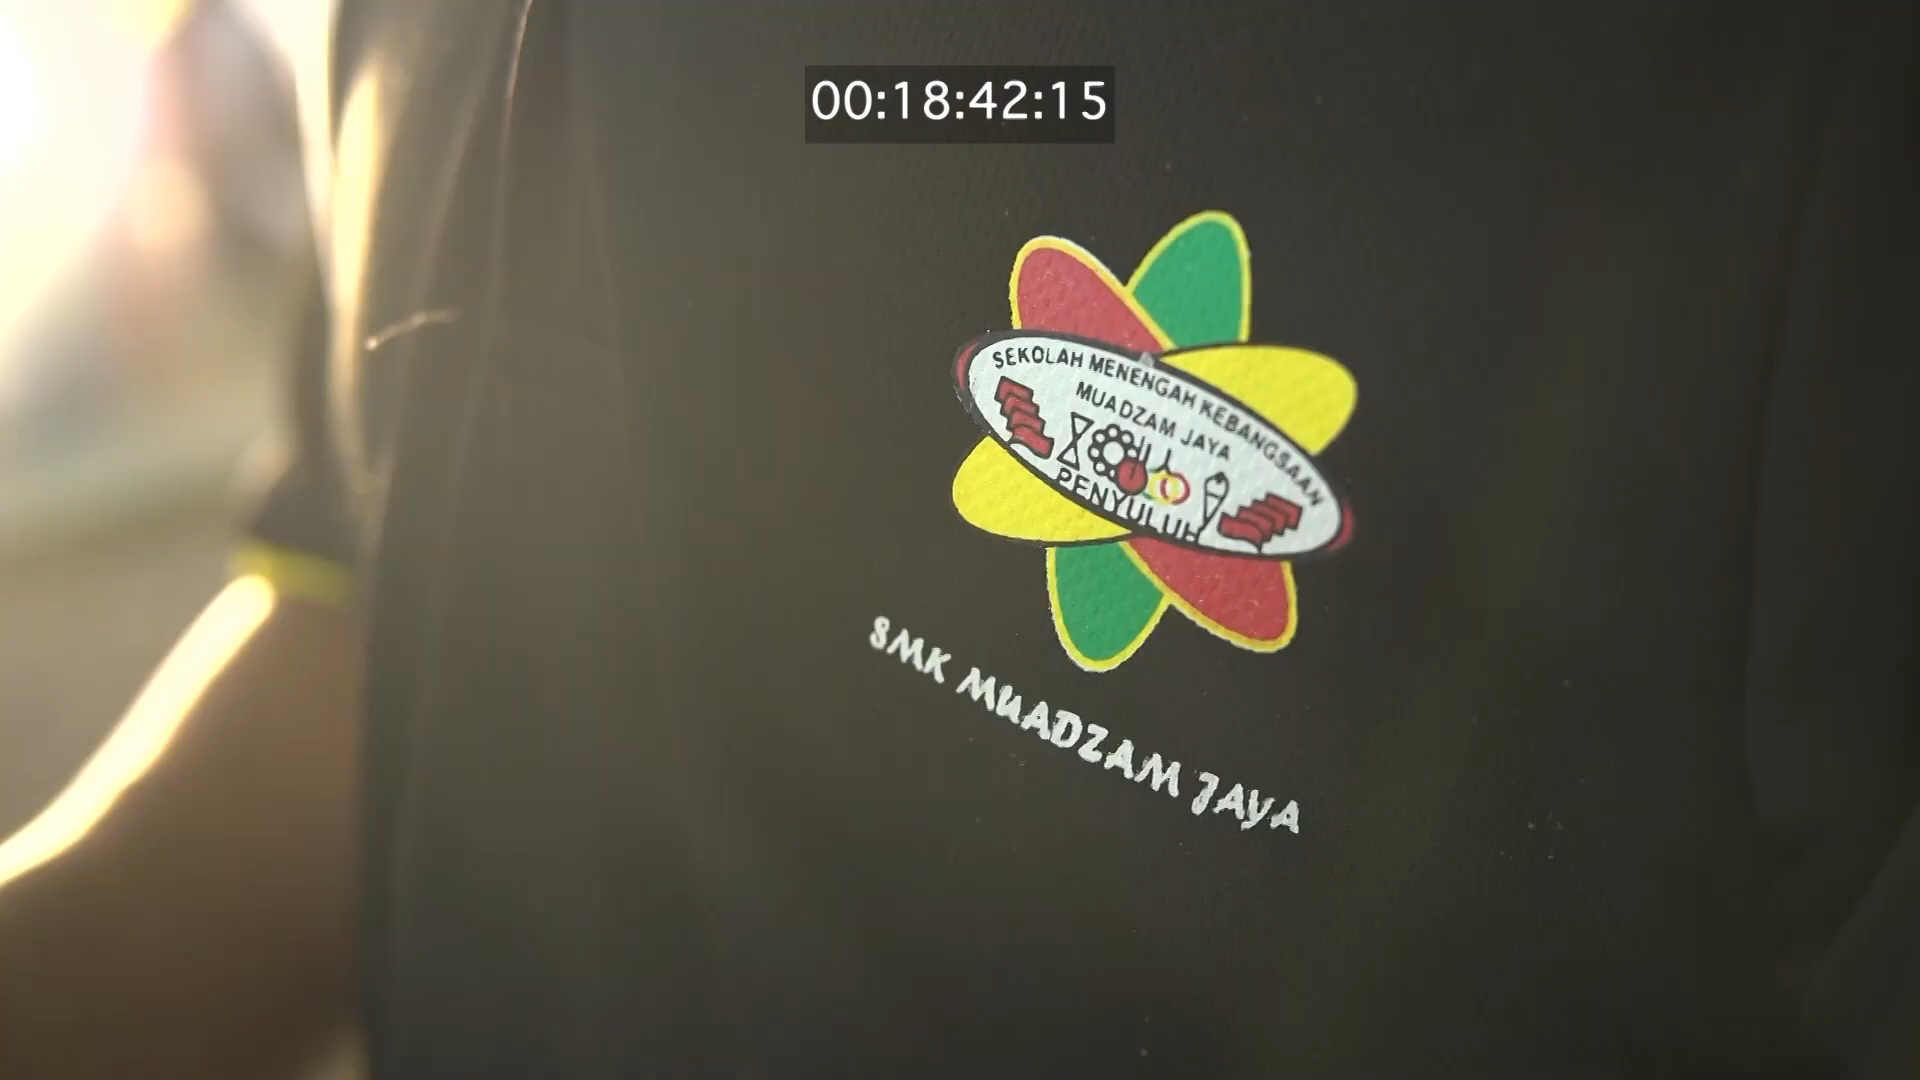 00:18:42:15
SEKOLAH MENENGAH KEBANGSAAN
MUADZAM JAYA
PENYULUH
SMK MUADZAM JAYA